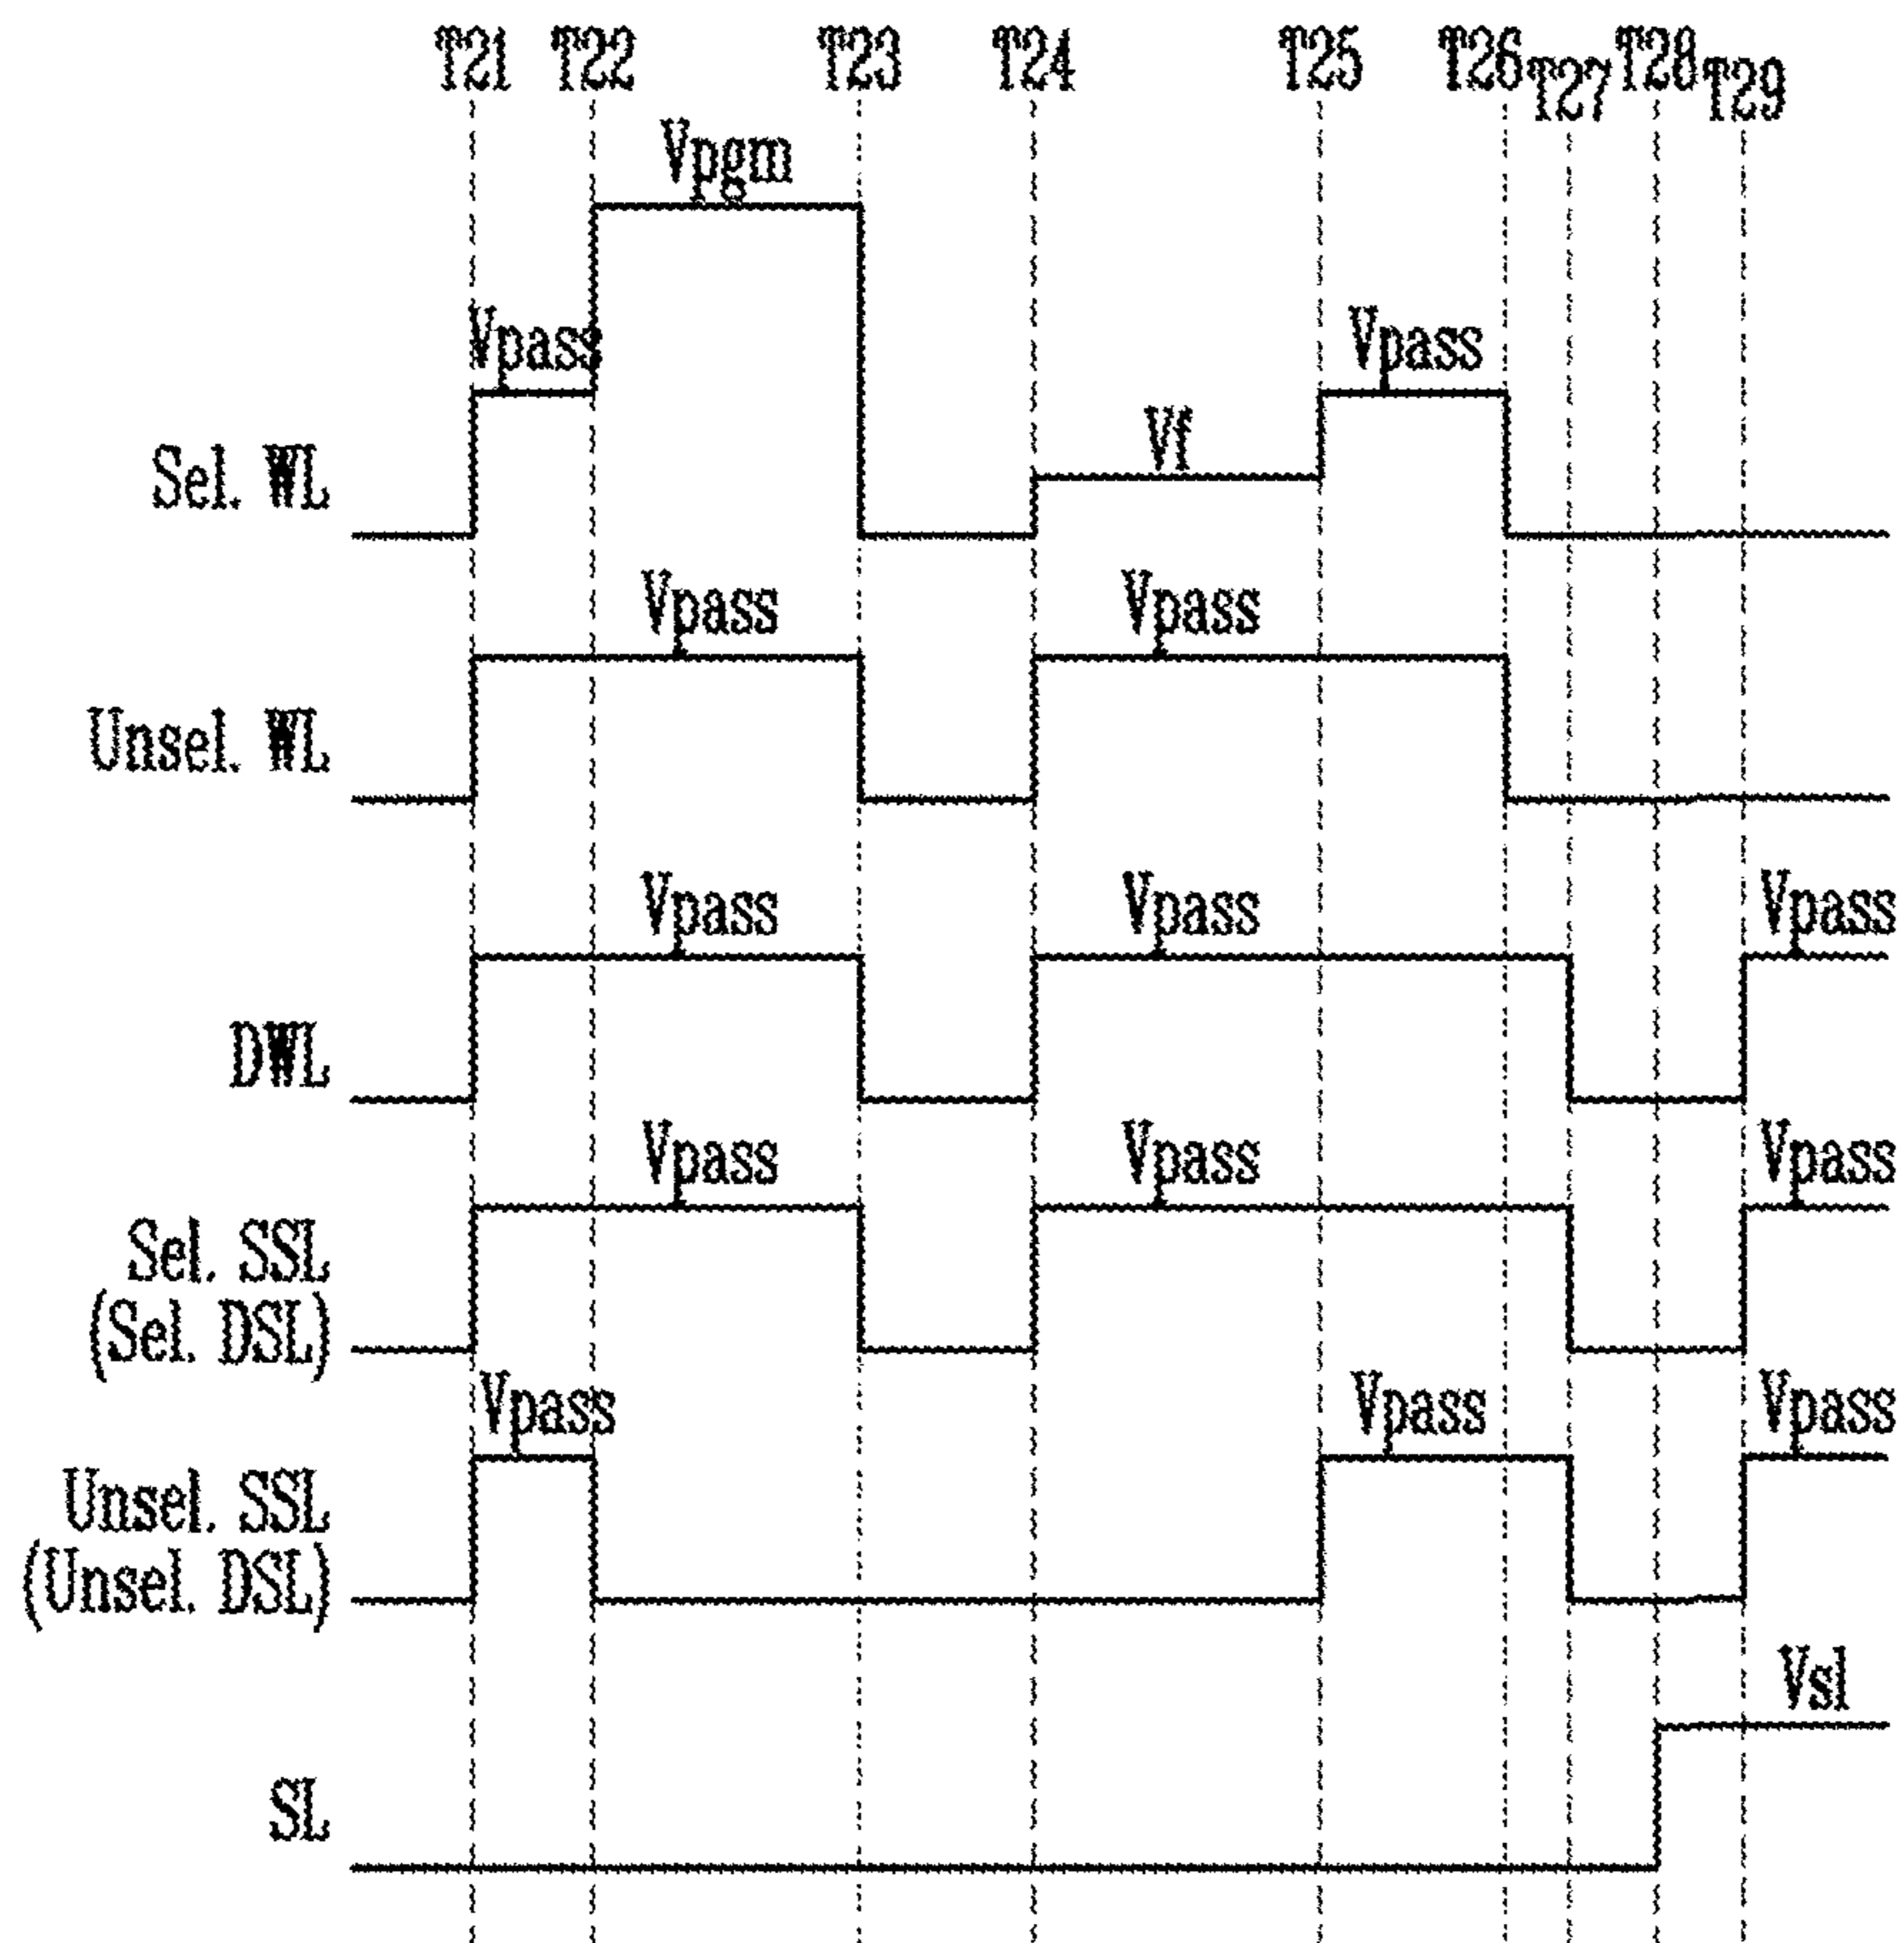 T21 T22 T23 T24 T25 T26 T27 T28 T29
Vpgm
Vpass Vpass
Vf
Sel. WL
Vpass Vpass
Unsel. WL
Vpass Vpass Vpass
DWL
Vpass Vpass Vpass
Sel. SSL
(Sel. DSL)
Vpass Vpass Vpass
Unsel. SSL
(Unsel. DSL)
Vsl
SL